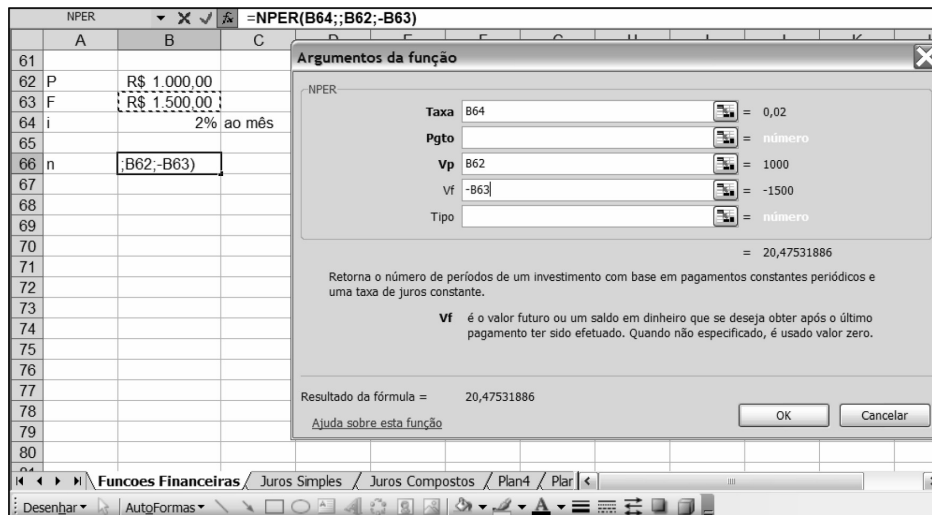 NPER =NPER(B64;;B62;-B63)
A B C
61
62 P R$ 1.000,00
63 F R$ 1.500,00
64 i 2% ao mês
65
66 n ;B62;-B63)
67
68
69
70
71
72
73
74
75
76
77
78
79
80
Argumentos da função
NPER
Taxa B64 = 0,02
Pgto = número
Vp B62 = 1000
Vf -B63 = -1500
Tipo = número
= 20,47531886
Retorna o número de períodos de um investimento com base em pagamentos constantes periódicos e
uma taxa de juros constante.
Vf é o valor futuro ou um saldo em dinheiro que se deseja obter após o último
pagamento ter sido efetuado. Quando não especificado, é usado valor zero.
Resultado da fórmula = 20,47531886
Ajuda sobre esta função
OK Cancelar
Funcoes Financeiras Juros Simples Juros Compostos Plan4 Plar
Desenhar AutoFormas